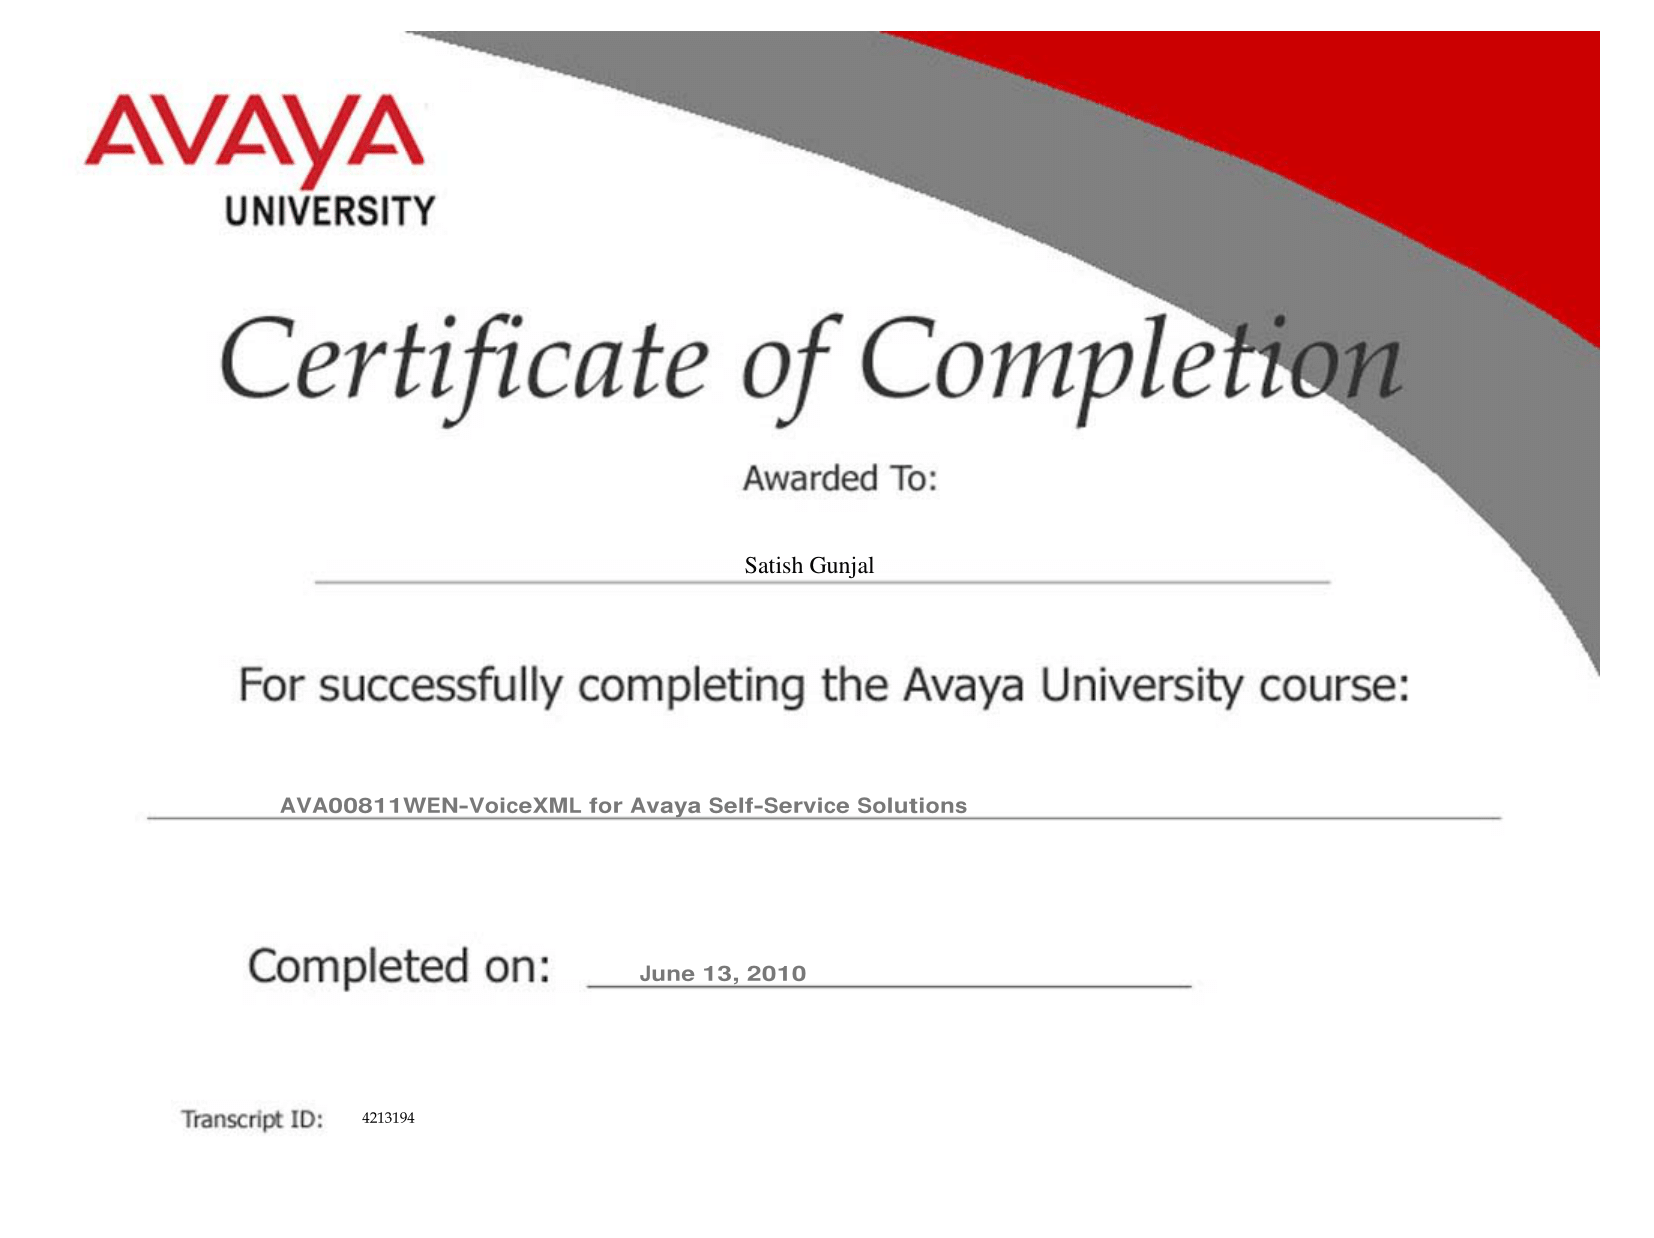 AVAYA
UNIVERSITY
Certificate of Completion
Awarded To:
Satish Gunjal
For successfully completing the Avaya University course:
AVA00811WEN-VoiceXML for Avaya Self-Service Solutions
Completed on: June 13, 2010
Transcript ID: 4213194